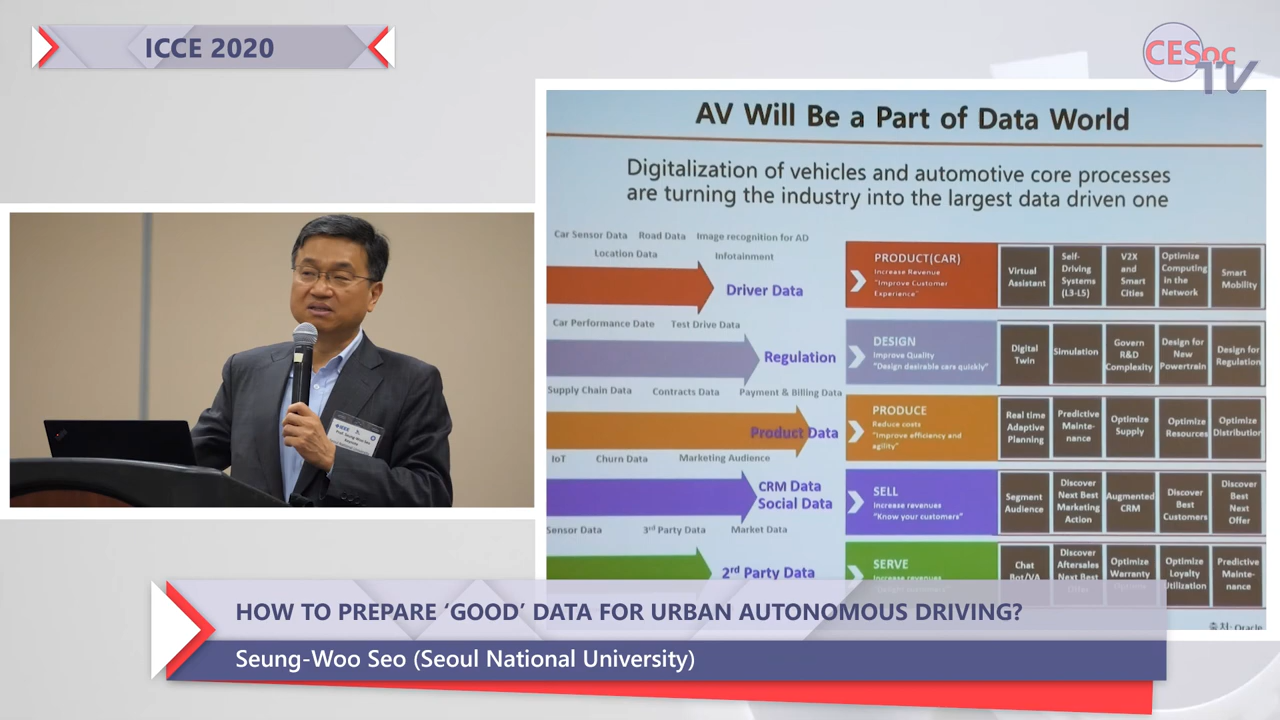 ICCE 2020
CESoc
TV
AV Will Be a Part of Data World
Digitalization of vehicles and automotive core processes
are turning the industry into the largest data driven one
Car Sensor Data Road Data Image recognition for AD
Location Data Infotainment
Driver Data
PRODUCT(CAR)
Increase Revenue
"Improve Customer
Experience"
Virtual
Assistant
Self-
Driving
Systems
(L3-L5)
V2X
and
Smart
Cities
Optimize
Computing
in the
Network
Smart
Mobility
Car Performance Date Test Drive Data
Regulation
DESIGN
Improve Quality
"Design desirable cars quickly"
Digital
Twin
Simulation
Govern
R&D
Complexity
Design for
New
Powertrain
Design for
Regulation
Supply Chain Data Contracts Data Payment & Billing Data
Product Data
PRODUCE
Reduce costs
"Improve efficiency and
agility"
Real time
Adaptive
Planning
Predictive
Mainte-
nance
Optimize
Supply
Optimize
Resources
Optimize
Distribution
IoT Churn Data Marketing Audience
CRM Data
Social Data
SELL
Increase revenues
"Know your customers"
Segment
Audience
Discover
Next Best
Marketing
Action
Augmented
CRM
Discover
Best
Customers
Discover
Best
Next
Offer
Sensor Data 3rd Party Data Market Data
2rd Party Data
SERVE
Increase revenues
Chat
Bot/VA
Discover
Aftersales
Next Best
Optimize
Warranty
Optimize
Loyalty
Utilization
Predictive
Mainte-
nance
출처: Oracle
IEEE
Prof. Seung-Woo Seo
HOW TO PREPARE ‘GOOD’ DATA FOR URBAN AUTONOMOUS DRIVING?
Seung-Woo Seo (Seoul National University)